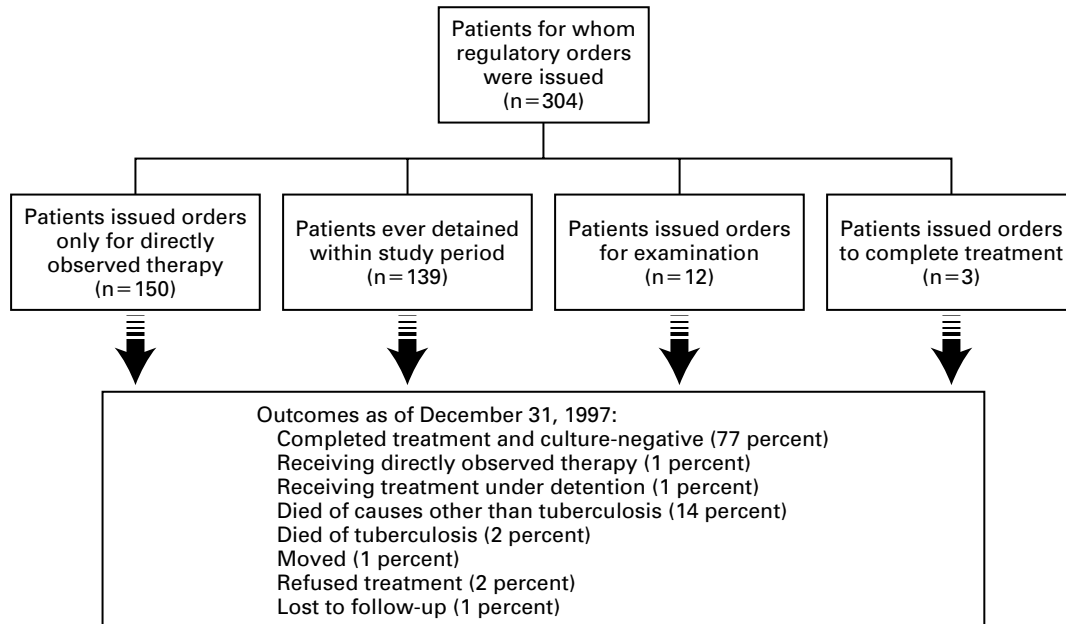 Patients for whom
regulatory orders
were issued
(n=304)
Patients issued orders
only for directly
observed therapy
(n=150)
Patients ever detained
within study period
(n=139)
Patients issued orders
for examination
(n=12)
Patients issued orders
to complete treatment
(n=3)
Outcomes as of December 31, 1997:
Completed treatment and culture-negative (77 percent)
Receiving directly observed therapy (1 percent)
Receiving treatment under detention (1 percent)
Died of causes other than tuberculosis (14 percent)
Died of tuberculosis (2 percent)
Moved (1 percent)
Refused treatment (2 percent)
Lost to follow-up (1 percent)